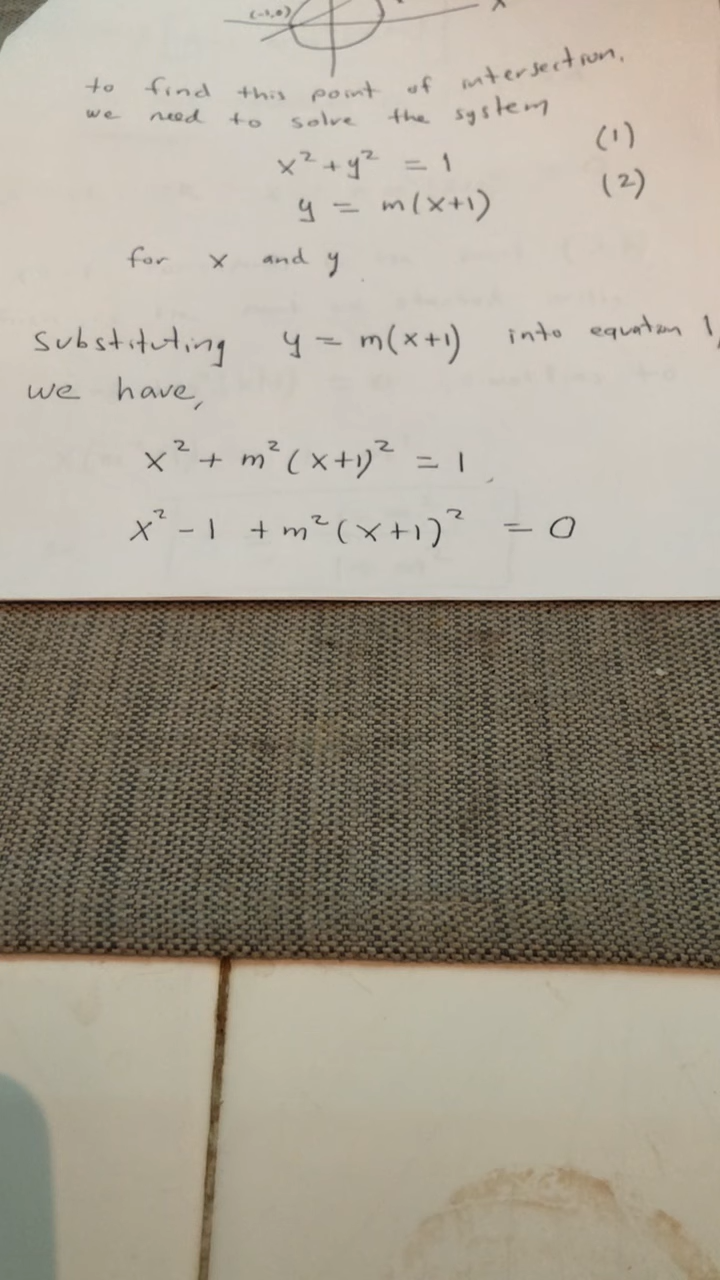 (-1,0) x
to find this point of intersection.
we need to solve the system
x² + y² = 1 (1)
y = m(x+1) (2)
for x and y
Substituting y = m(x+1) into equation 1,
we have,
x² + m²(x+1)² = 1
x² - 1 + m²(x+1)² = 0